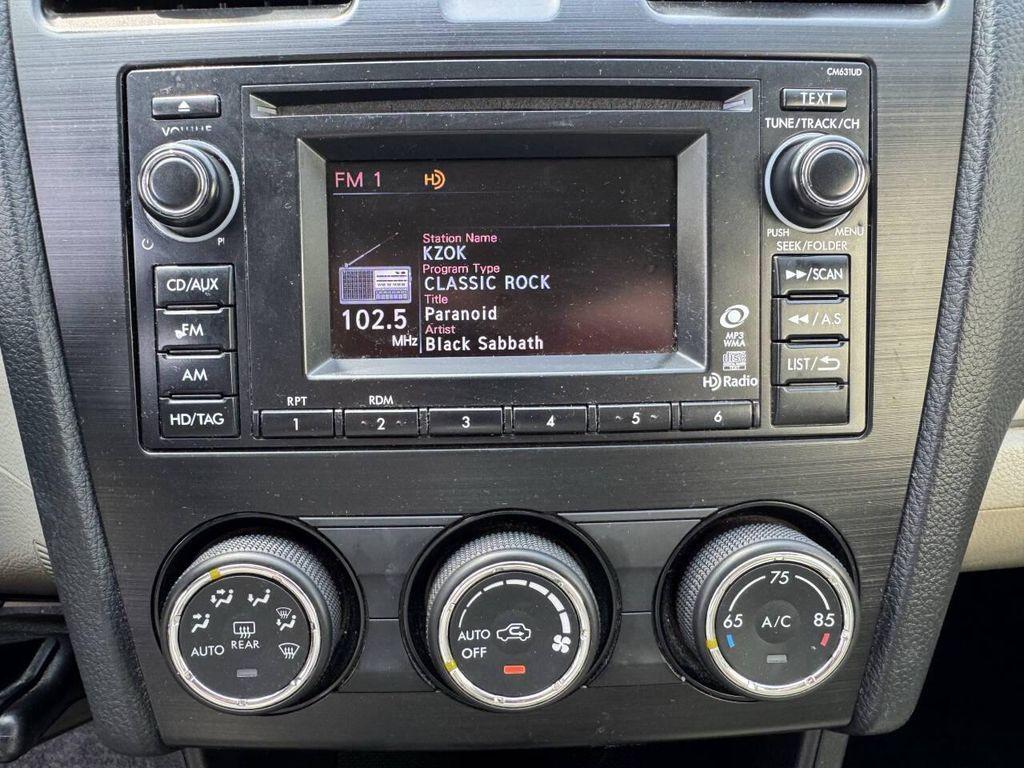 CM631UD
TEXT
VOLUME
TUNE/TRACK/CH
FM 1
HD
PUSH
MENU
SEEK/FOLDER
Station Name
KZOK
Program Type
CLASSIC ROCK
Title
Paranoid
102.5
MHz
Artist
Black Sabbath
CD/AUX
FM
AM
HD/TAG
/SCAN
/A.S
LIST/
MP3
WMA
disc
HD Radio
RPT
RDM
1
2
3
4
5
6
AUTO
REAR
AUTO
OFF
65
75
85
A/C